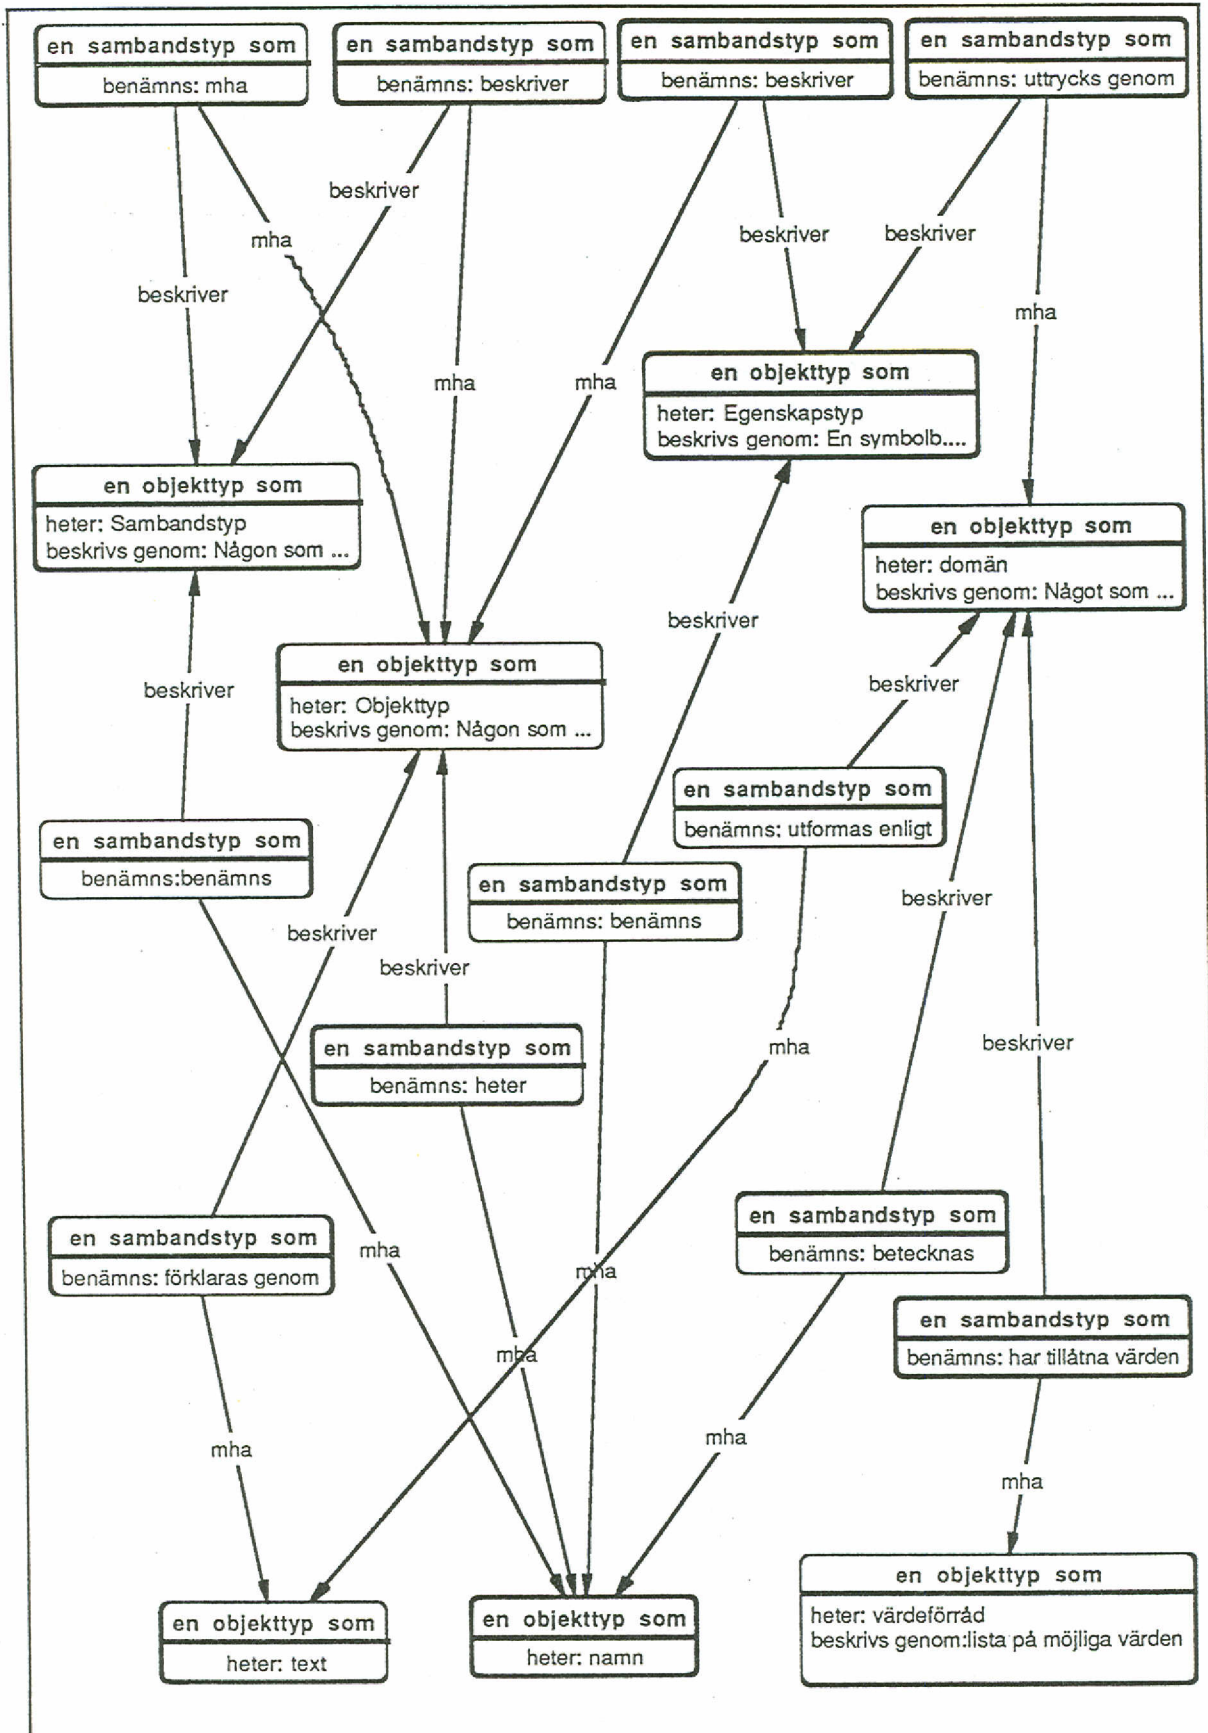 en sambandstyp som
benämns: mha
en sambandstyp som
benämns: beskriver
en sambandstyp som
benämns: beskriver
en sambandstyp som
benämns: uttrycks genom
beskriver
mha
beskriver
beskriver
beskriver
mha
mha
mha
en objekttyp som
heter: Egenskapstyp
beskrivs genom: En symbolb....
en objekttyp som
heter: Sambandstyp
beskrivs genom: Någon som ...
en objekttyp som
heter: domän
beskrivs genom: Något som ...
beskriver
en objekttyp som
heter: Objekttyp
beskrivs genom: Någon som ...
beskriver
beskriver
en sambandstyp som
benämns: utformas enligt
en sambandstyp som
benämns:benämns
en sambandstyp som
benämns: benämns
beskriver
beskriver
beskriver
en sambandstyp som
benämns: heter
mha
beskriver
en sambandstyp som
benämns: förklaras genom
mha
mha
en sambandstyp som
benämns: betecknas
en sambandstyp som
benämns: har tillåtna värden
mha
mha
mha
mha
en objekttyp som
heter: text
en objekttyp som
heter: namn
en objekttyp som
heter: värdeförråd
beskrivs genom:lista på möjliga värden